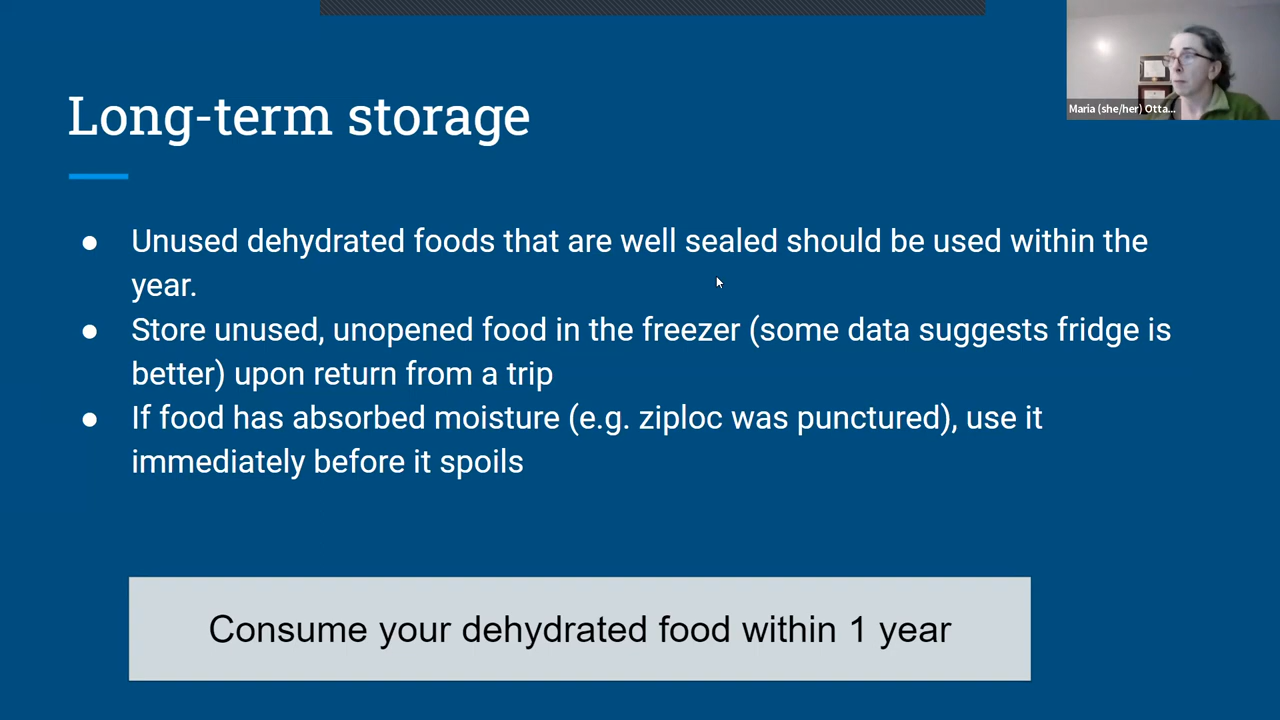 Long-term storage
Maria (she/her) Otta...
● Unused dehydrated foods that are well sealed should be used within the
year.
● Store unused, unopened food in the freezer (some data suggests fridge is
better) upon return from a trip
● If food has absorbed moisture (e.g. ziploc was punctured), use it
immediately before it spoils
Consume your dehydrated food within 1 year